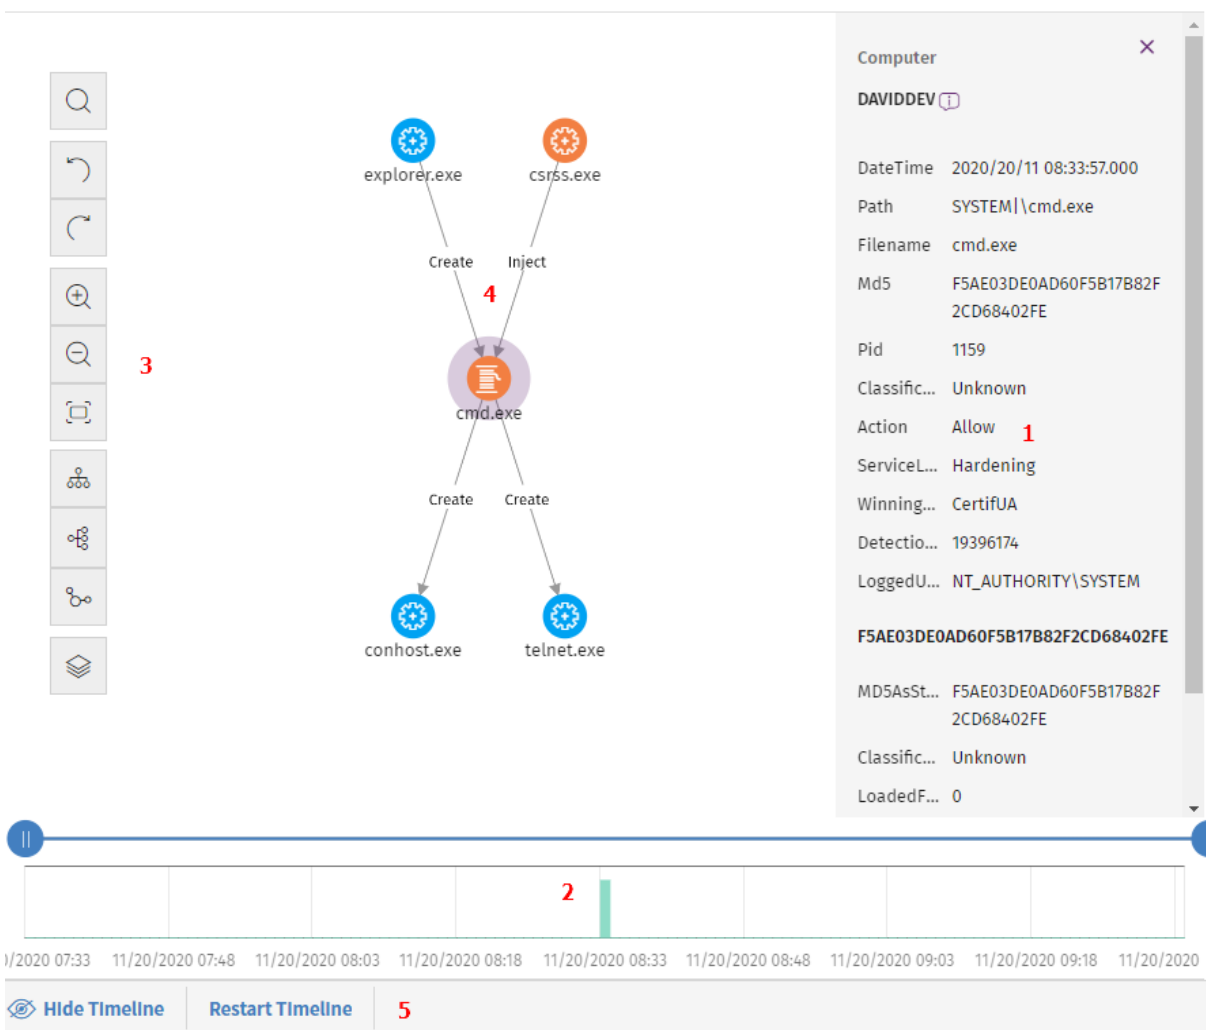 Computer
DAVIDDEV
DateTime 2020/20/11 08:33:57.000
Path SYSTEM|\cmd.exe
Filename cmd.exe
Md5 F5AE03DE0AD60F5B17B82F
2CD68402FE
Pid 1159
Classific... Unknown
Action Allow
1
ServiceL... Hardening
Winning... CertifUA
Detectio... 19396174
LoggedU... NT_AUTHORITY\SYSTEM
F5AE03DE0AD60F5B17B82F2CD68402FE
MD5AsSt... F5AE03DE0AD60F5B17B82F
2CD68402FE
Classific... Unknown
LoadedF... 0
explorer.exe csrss.exe
Create Inject
4
3
cmd.exe
Create Create
conhost.exe telnet.exe
2
0/2020 07:33 11/20/2020 07:48 11/20/2020 08:03 11/20/2020 08:18 11/20/2020 08:33 11/20/2020 08:48 11/20/2020 09:03 11/20/2020 09:18 11/20/2020
Hide Timeline Restart Timeline 5